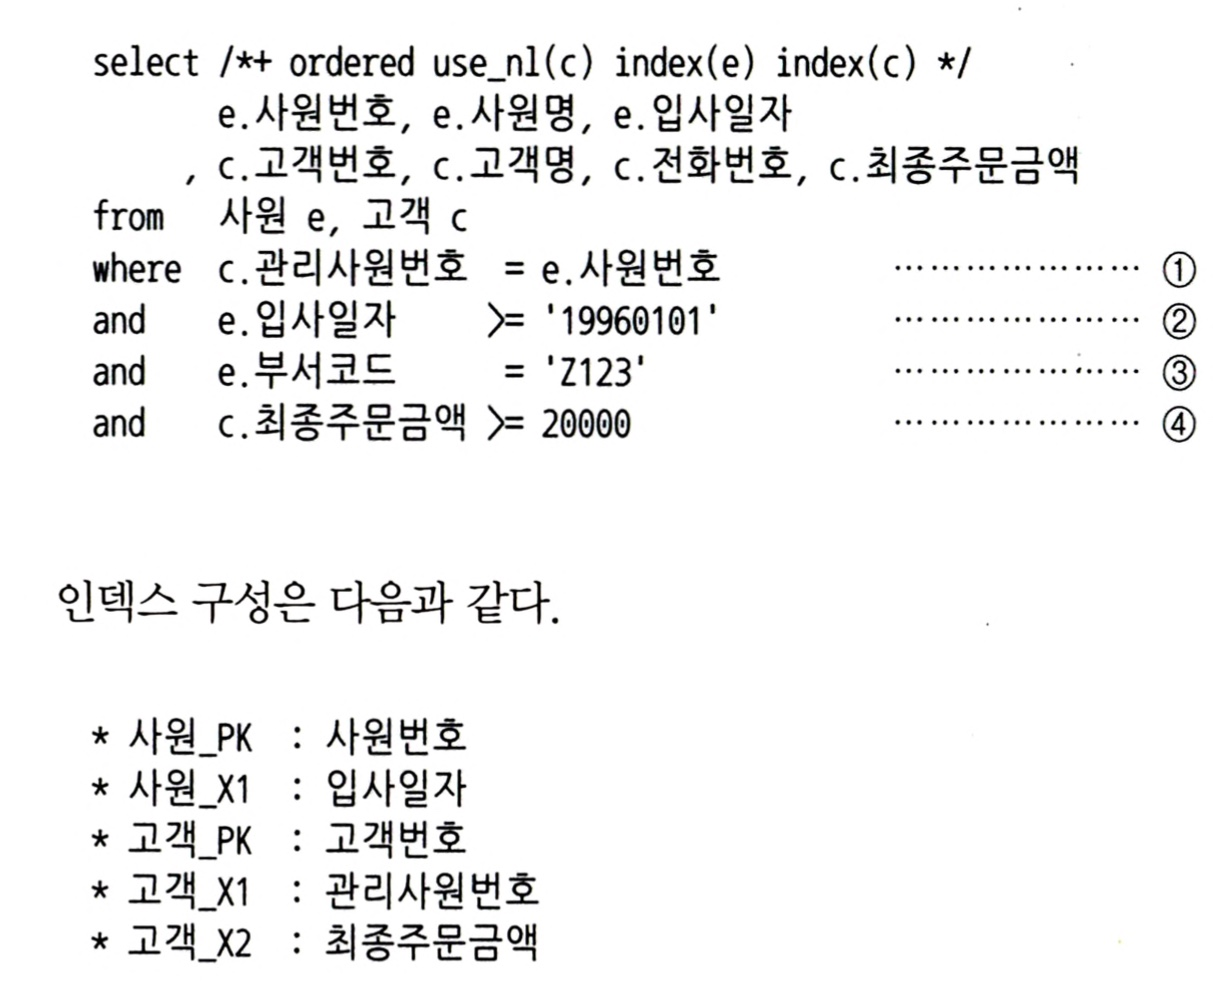 select /*+ ordered use_nl(c) index(e) index(c) */
e.사원번호, e.사원명, e.입사일자
, c.고객번호, c.고객명, c.전화번호, c.최종주문금액
from 사원 e, 고객 c
where c.관리사원번호 = e.사원번호 ………………… ①
and e.입사일자 >= '19960101' ………………… ②
and e.부서코드 = 'Z123' ………………… ③
and c.최종주문금액 >= 20000 ………………… ④
인덱스 구성은 다음과 같다.
* 사원_PK : 사원번호
* 사원_X1 : 입사일자
* 고객_PK : 고객번호
* 고객_X1 : 관리사원번호
* 고객_X2 : 최종주문금액